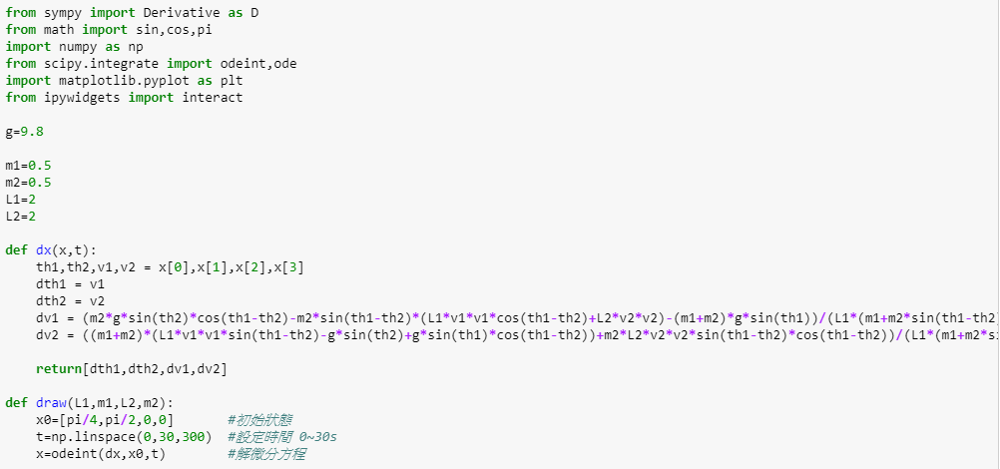 from sympy import Derivative as D
from math import sin,cos,pi
import numpy as np
from scipy.integrate import odeint,ode
import matplotlib.pyplot as plt
from ipywidgets import interact
g=9.8
m1=0.5
m2=0.5
L1=2
L2=2
def dx(x,t):
    th1,th2,v1,v2 = x[0],x[1],x[2],x[3]
    dth1 = v1
    dth2 = v2
    dv1 = (m2*g*sin(th2)*cos(th1-th2)-m2*sin(th1-th2)*(L1*v1*v1*cos(th1-th2)+L2*v2*v2)-(m1+m2)*g*sin(th1))/(L1*(m1+m2*sin(th1-th2)
    dv2 = ((m1+m2)*(L1*v1*v1*sin(th1-th2)-g*sin(th2)+g*sin(th1)*cos(th1-th2))+m2*L2*v2*v2*sin(th1-th2)*cos(th1-th2))/(L1*(m1+m2*s
    return[dth1,dth2,dv1,dv2]
def draw(L1,m1,L2,m2):
    x0=[pi/4,pi/2,0,0]       #初始狀態
    t=np.linspace(0,30,300)  #設定時間 0~30s
    x=odeint(dx,x0,t)        #解微分方程